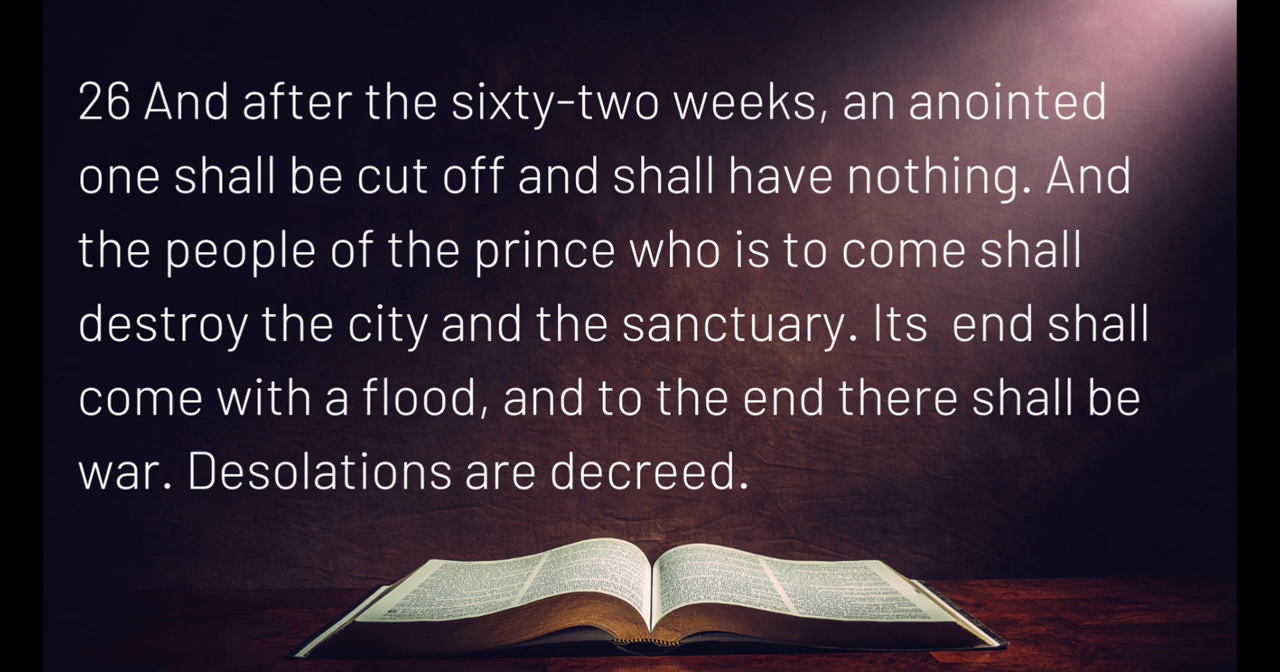 26 And after the sixty-two weeks, an anointed
one shall be cut off and shall have nothing. And
the people of the prince who is to come shall
destroy the city and the sanctuary. Its  end shall
come with a flood, and to the end there shall be
war. Desolations are decreed.